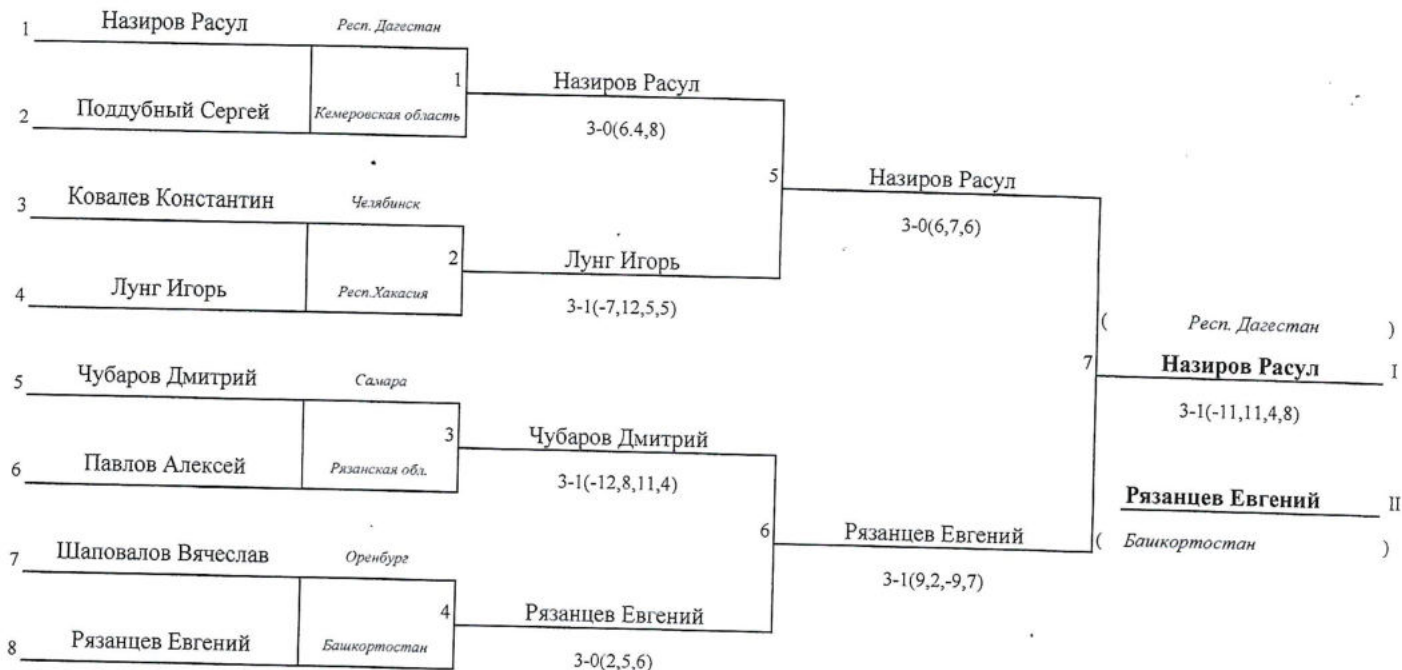 1 Назиров Расул Респ. Дагестан
1 Назиров Расул
2 Поддубный Сергей Кемеровская область
3-0(6.4,8)
5 Назиров Расул
3 Ковалев Константин Челябинск
3-0(6,7,6)
2 Лунг Игорь
4 Лунг Игорь Респ.Хакасия
3-1(-7,12,5,5)
( Респ. Дагестан )
7 Назиров Расул I
5 Чубаров Дмитрий Самара
3-1(-11,11,4,8)
3 Чубаров Дмитрий
6 Павлов Алексей Рязанская обл.
3-1(-12,8,11,4)
Рязанцев Евгений II
6 Рязанцев Евгений
( Башкортостан )
7 Шаповалов Вячеслав Оренбург
3-1(9,2,-9,7)
4 Рязанцев Евгений
8 Рязанцев Евгений Башкортостан
3-0(2,5,6)